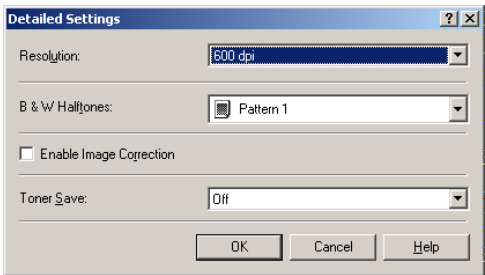 Detailed Settings
Resolution: 600 dpi
B & W Halftones: Pattern 1
Enable Image Correction
Toner Save: Off
OK Cancel Help